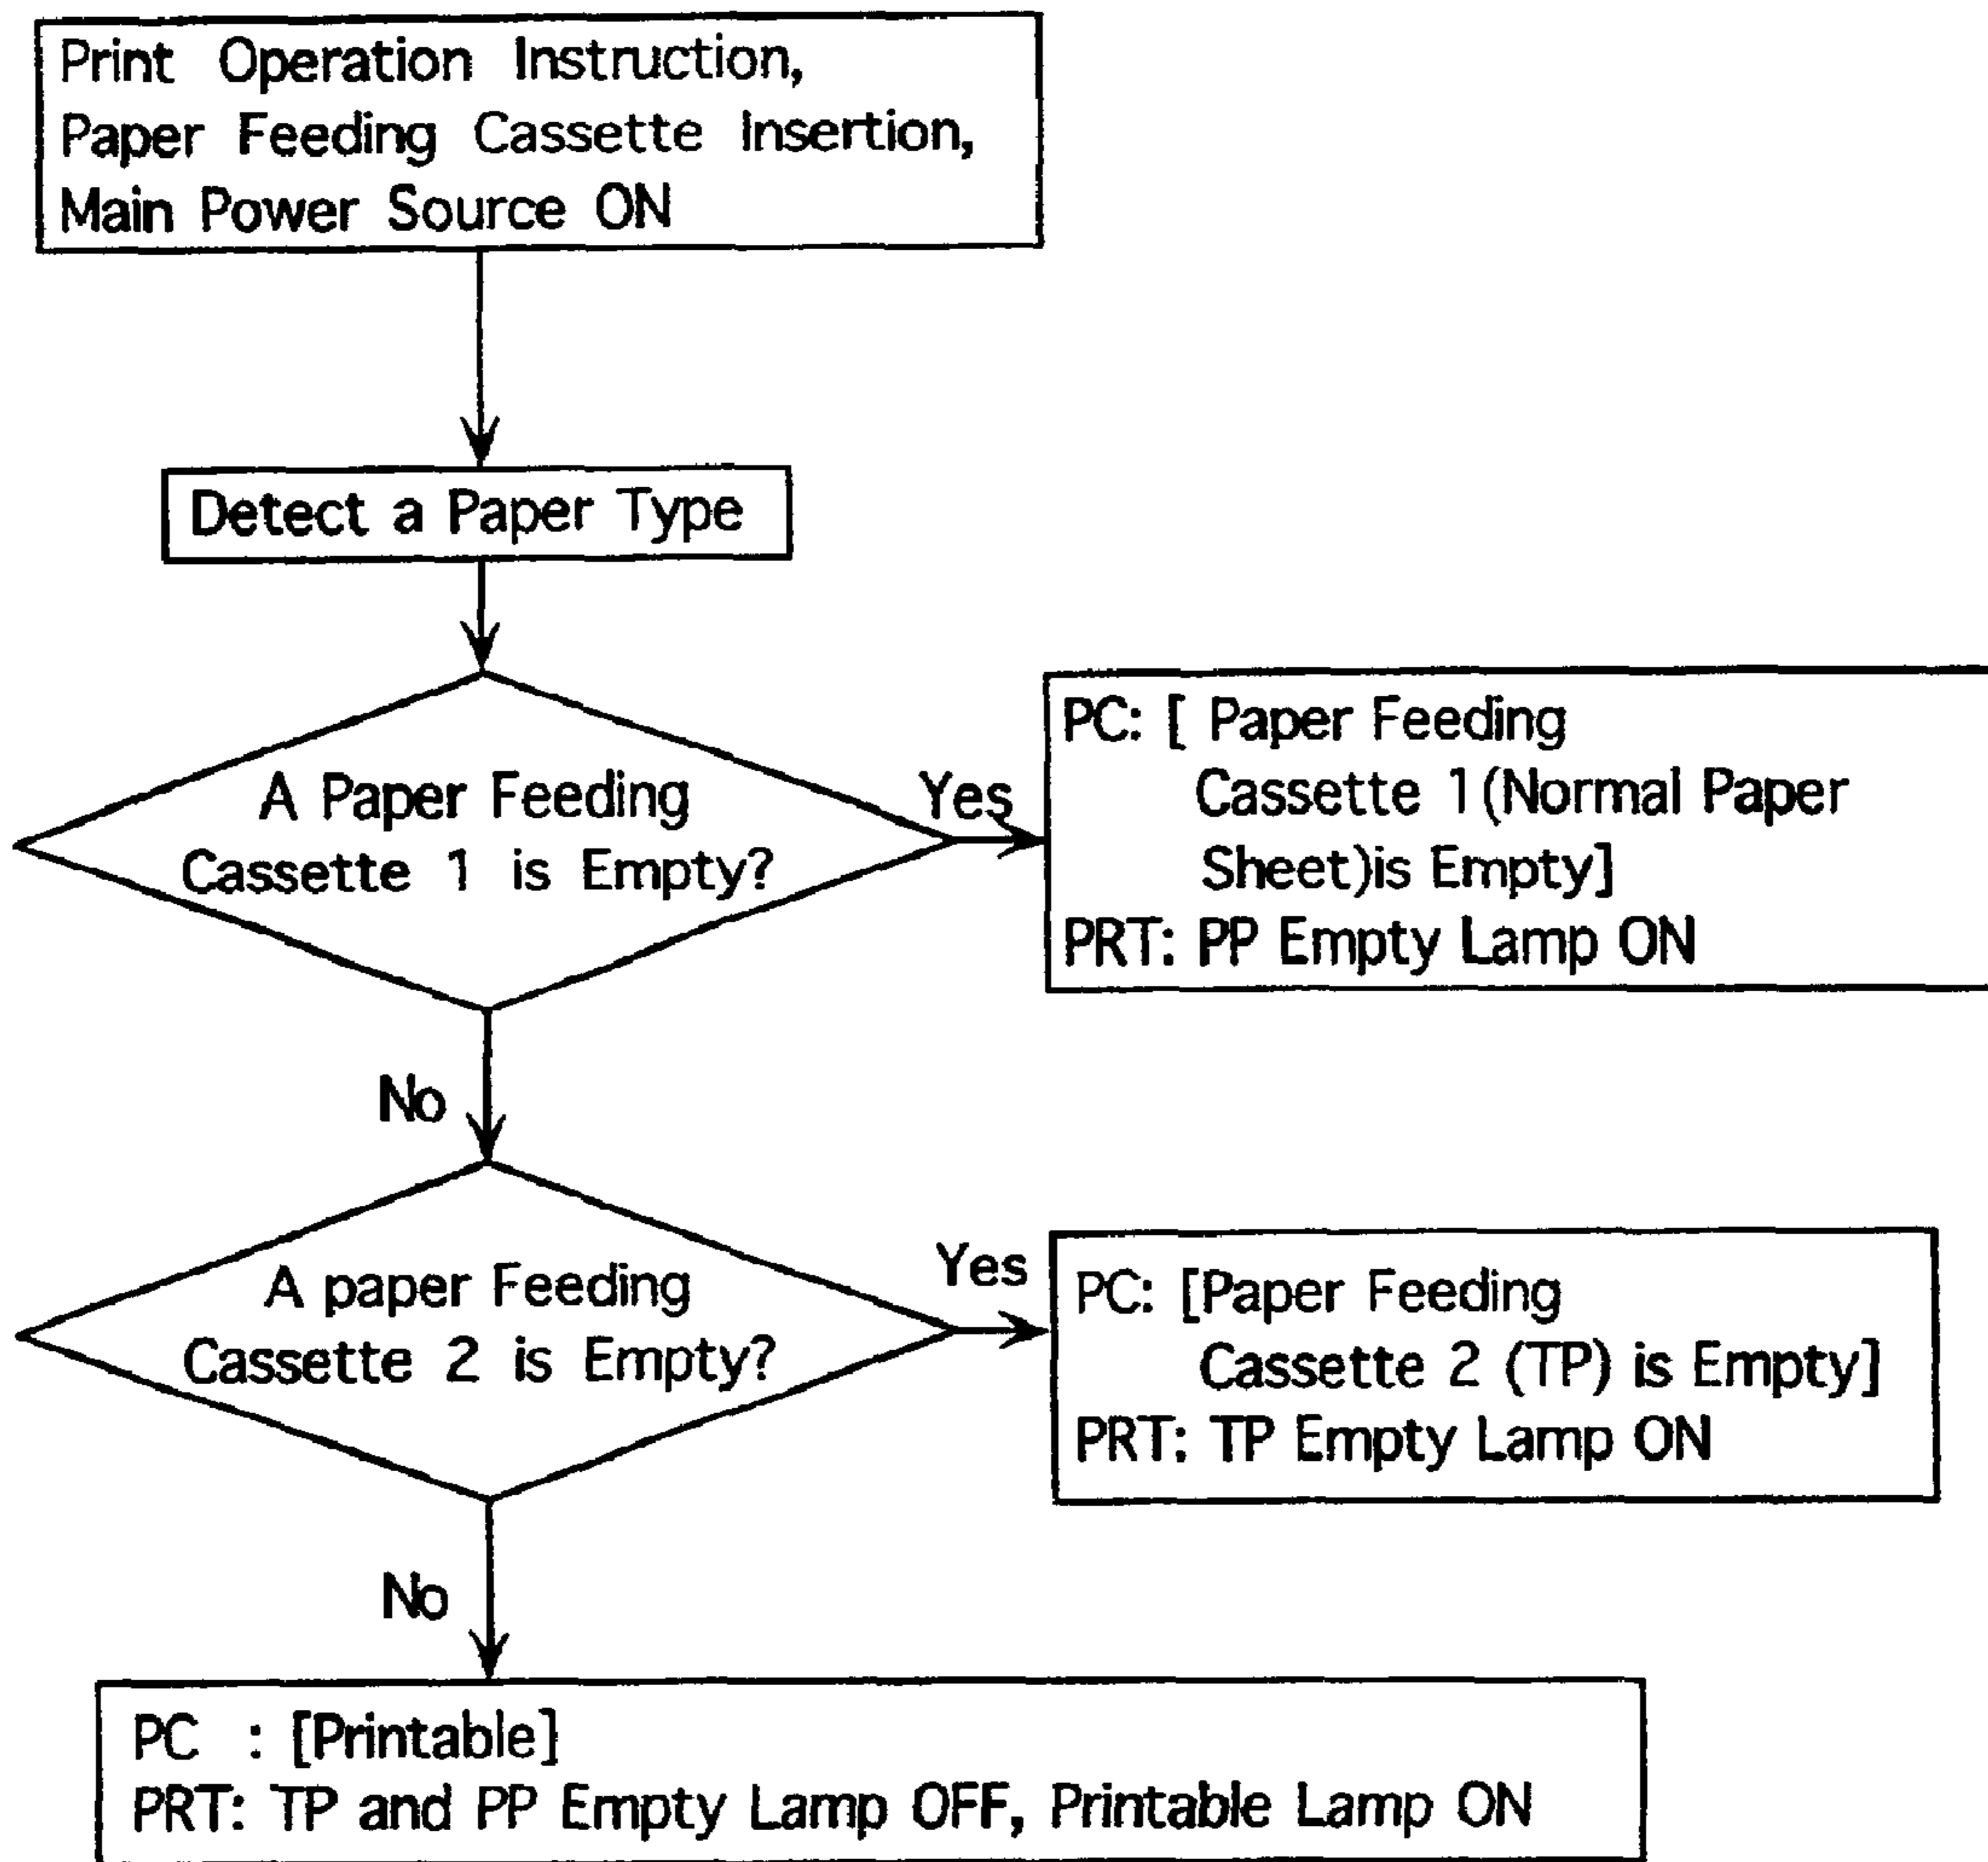 Print Operation Instruction,
Paper Feeding Cassette Insertion,
Main Power Source ON
Detect a Paper Type
A Paper Feeding
Cassette 1 is Empty?
Yes
PC: [ Paper Feeding
Cassette 1(Normal Paper
Sheet)is Empty]
PRT: PP Empty Lamp ON
No
A paper Feeding
Cassette 2 is Empty?
Yes
PC: [Paper Feeding
Cassette 2 (TP) is Empty]
PRT: TP Empty Lamp ON
No
PC : [Printable]
PRT: TP and PP Empty Lamp OFF, Printable Lamp ON